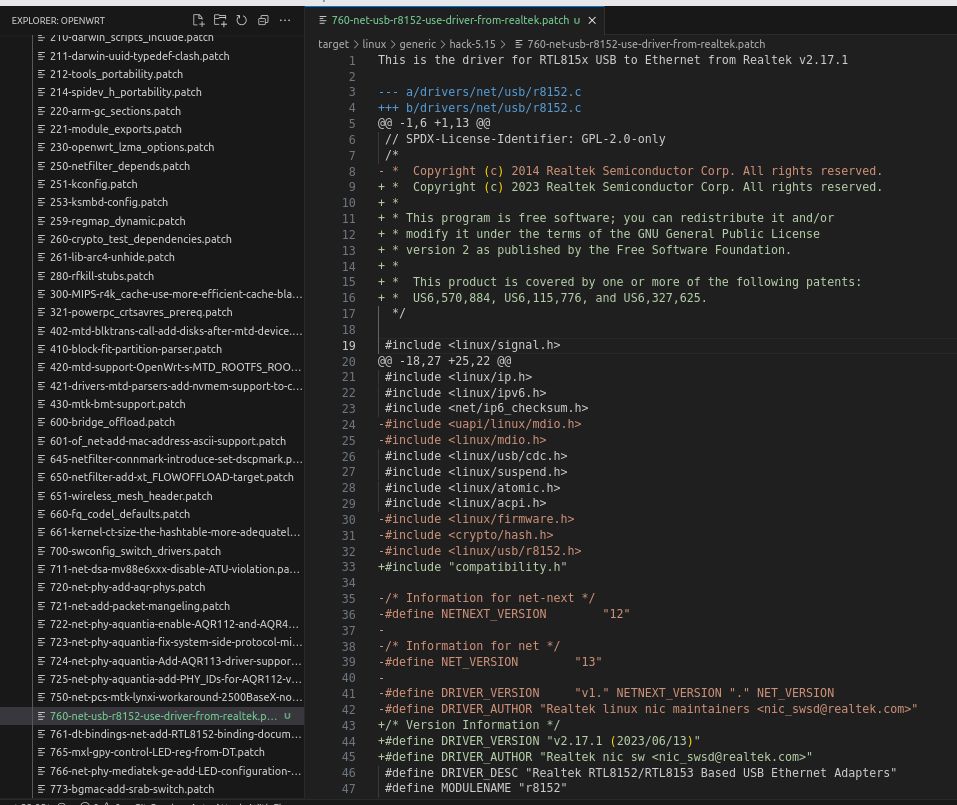 EXPLORER: OPENWRT
210-darwin_scripts_include.patch
211-darwin-uuid-typedef-clash.patch
212-tools_portability.patch
214-spidev_h_portability.patch
220-arm-gc_sections.patch
221-module_exports.patch
230-openwrt_lzma_options.patch
250-netfilter_depends.patch
251-kconfig.patch
253-ksmbd-config.patch
259-regmap_dynamic.patch
260-crypto_test_dependencies.patch
261-lib-arc4-unhide.patch
280-rfkill-stubs.patch
300-MIPS-r4k_cache-use-more-efficient-cache-bla...
321-powerpc_crtsavres_prereq.patch
402-mtd-blktrans-call-add-disks-after-mtd-device....
410-block-fit-partition-parser.patch
420-mtd-support-OpenWrt-s-MTD_ROOTFS_ROO...
421-drivers-mtd-parsers-add-nvmem-support-to-c...
430-mtk-bmt-support.patch
600-bridge_offload.patch
601-of_net-add-mac-address-ascii-support.patch
645-netfilter-connmark-introduce-set-dscpmark.p...
650-netfilter-add-xt_FLOWOFFLOAD-target.patch
651-wireless_mesh_header.patch
660-fq_codel_defaults.patch
661-kernel-ct-size-the-hashtable-more-adequatel...
700-swconfig_switch_drivers.patch
711-net-dsa-mv88e6xxx-disable-ATU-violation.pa...
720-net-phy-add-aqr-phys.patch
721-net-add-packet-mangeling.patch
722-net-phy-aquantia-enable-AQR112-and-AQR4...
723-net-phy-aquantia-fix-system-side-protocol-mi...
724-net-phy-aquantia-Add-AQR113-driver-suppor...
725-net-phy-aquantia-add-PHY_IDs-for-AQR112-v...
750-net-pcs-mtk-lynxi-workaround-2500BaseX-no...
760-net-usb-r8152-use-driver-from-realtek.p... U
761-dt-bindings-net-add-RTL8152-binding-docum...
765-mxl-gpy-control-LED-reg-from-DT.patch
766-net-phy-mediatek-ge-add-LED-configuration-...
773-bgmac-add-srab-switch.patch
760-net-usb-r8152-use-driver-from-realtek.patch U
target > linux > generic > hack-5.15 > 760-net-usb-r8152-use-driver-from-realtek.patch
1 This is the driver for RTL815x USB to Ethernet from Realtek v2.17.1
2
3 --- a/drivers/net/usb/r8152.c
4 +++ b/drivers/net/usb/r8152.c
5 @@ -1,6 +1,13 @@
6  // SPDX-License-Identifier: GPL-2.0-only
7  /*
8 - *  Copyright (c) 2014 Realtek Semiconductor Corp. All rights reserved.
9 + *  Copyright (c) 2023 Realtek Semiconductor Corp. All rights reserved.
10 + *
11 + * This program is free software; you can redistribute it and/or
12 + * modify it under the terms of the GNU General Public License
13 + * version 2 as published by the Free Software Foundation.
14 + *
15 + *  This product is covered by one or more of the following patents:
16 + *  US6,570,884, US6,115,776, and US6,327,625.
17   */
18
19  #include <linux/signal.h>
20 @@ -18,27 +25,22 @@
21  #include <linux/ip.h>
22  #include <linux/ipv6.h>
23  #include <net/ip6_checksum.h>
24 -#include <uapi/linux/mdio.h>
25 -#include <linux/mdio.h>
26  #include <linux/usb/cdc.h>
27  #include <linux/suspend.h>
28  #include <linux/atomic.h>
29  #include <linux/acpi.h>
30 -#include <linux/firmware.h>
31 -#include <crypto/hash.h>
32 -#include <linux/usb/r8152.h>
33 +#include "compatibility.h"
34
35 -/* Information for net-next */
36 -#define NETNEXT_VERSION        "12"
37 -
38 -/* Information for net */
39 -#define NET_VERSION        "13"
40 -
41 -#define DRIVER_VERSION     "v1." NETNEXT_VERSION "." NET_VERSION
42 -#define DRIVER_AUTHOR "Realtek linux nic maintainers <nic_swsd@realtek.com>"
43 +/* Version Information */
44 +#define DRIVER_VERSION "v2.17.1 (2023/06/13)"
45 +#define DRIVER_AUTHOR "Realtek nic sw <nic_swsd@realtek.com>"
46  #define DRIVER_DESC "Realtek RTL8152/RTL8153 Based USB Ethernet Adapters"
47  #define MODULENAME "r8152"